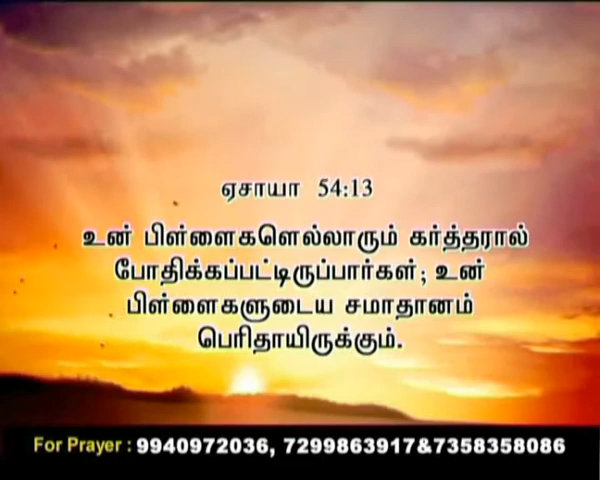 ஏசாயா 54:13
உன் பிள்ளைகளெல்லாரும் கர்த்தரால்
போதிக்கப்பட்டிருப்பார்கள்; உன்
பிள்ளைகளுடைய சமாதானம்
பெரிதாயிருக்கும்.
For Prayer : 9940972036, 7299863917&7358358086